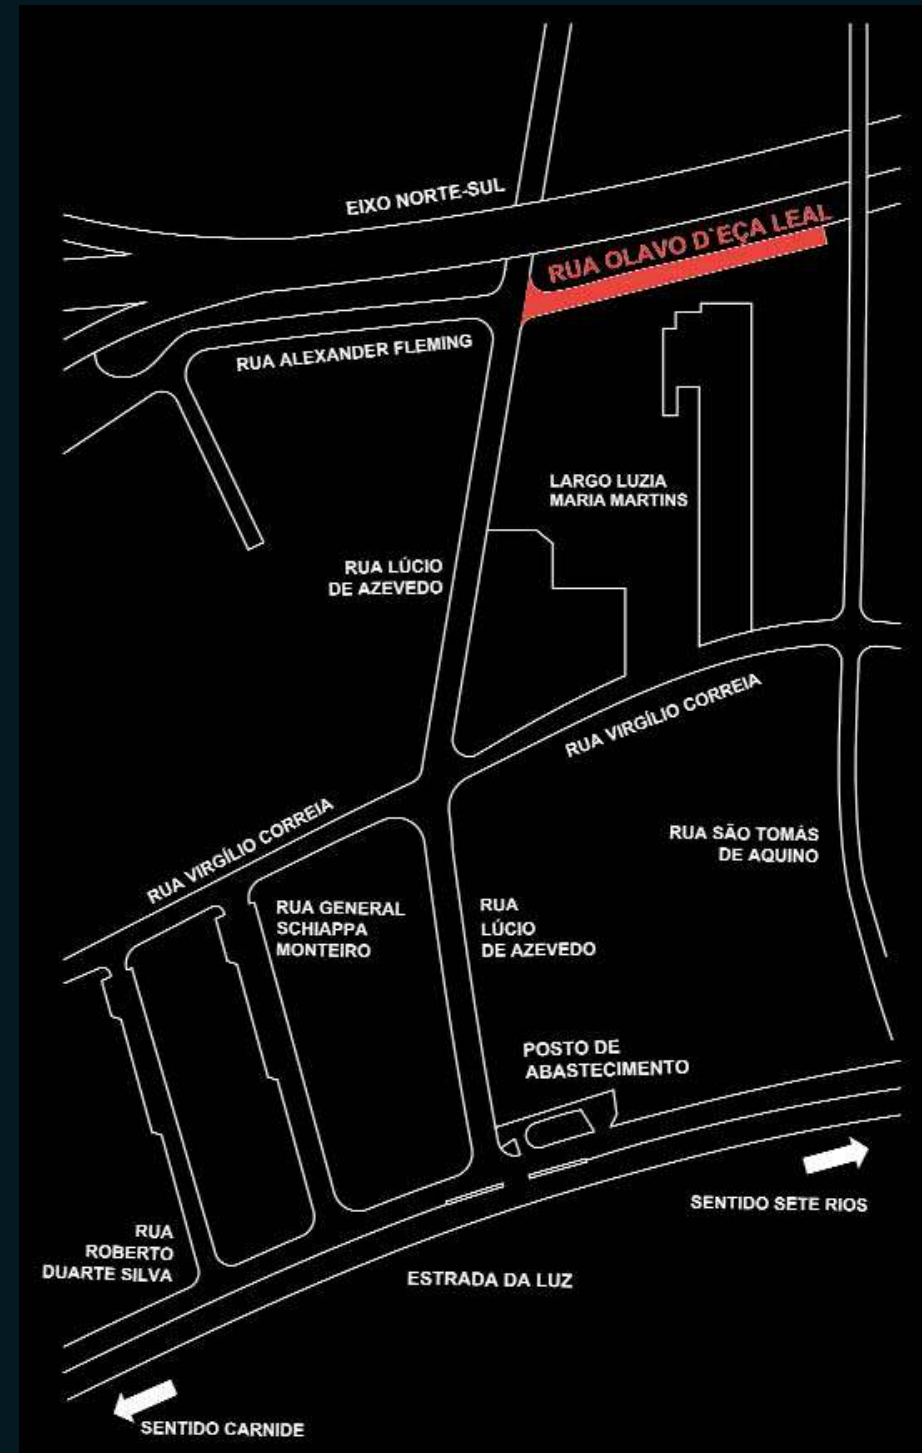 EIXO NORTE-SUL
RUA OLAVO D´EÇA LEAL
RUA ALEXANDER FLEMING
LARGO LUZIA
MARIA MARTINS
RUA LÚCIO
DE AZEVEDO
RUA VIRGÍLIO CORREIA
RUA VIRGÍLIO CORREIA
RUA SÃO TOMÁS
DE AQUINO
RUA GENERAL
SCHIAPPA
MONTEIRO
RUA
LÚCIO
DE AZEVEDO
POSTO DE
ABASTECIMENTO
SENTIDO SETE RIOS
RUA
ROBERTO
DUARTE SILVA
ESTRADA DA LUZ
SENTIDO CARNIDE